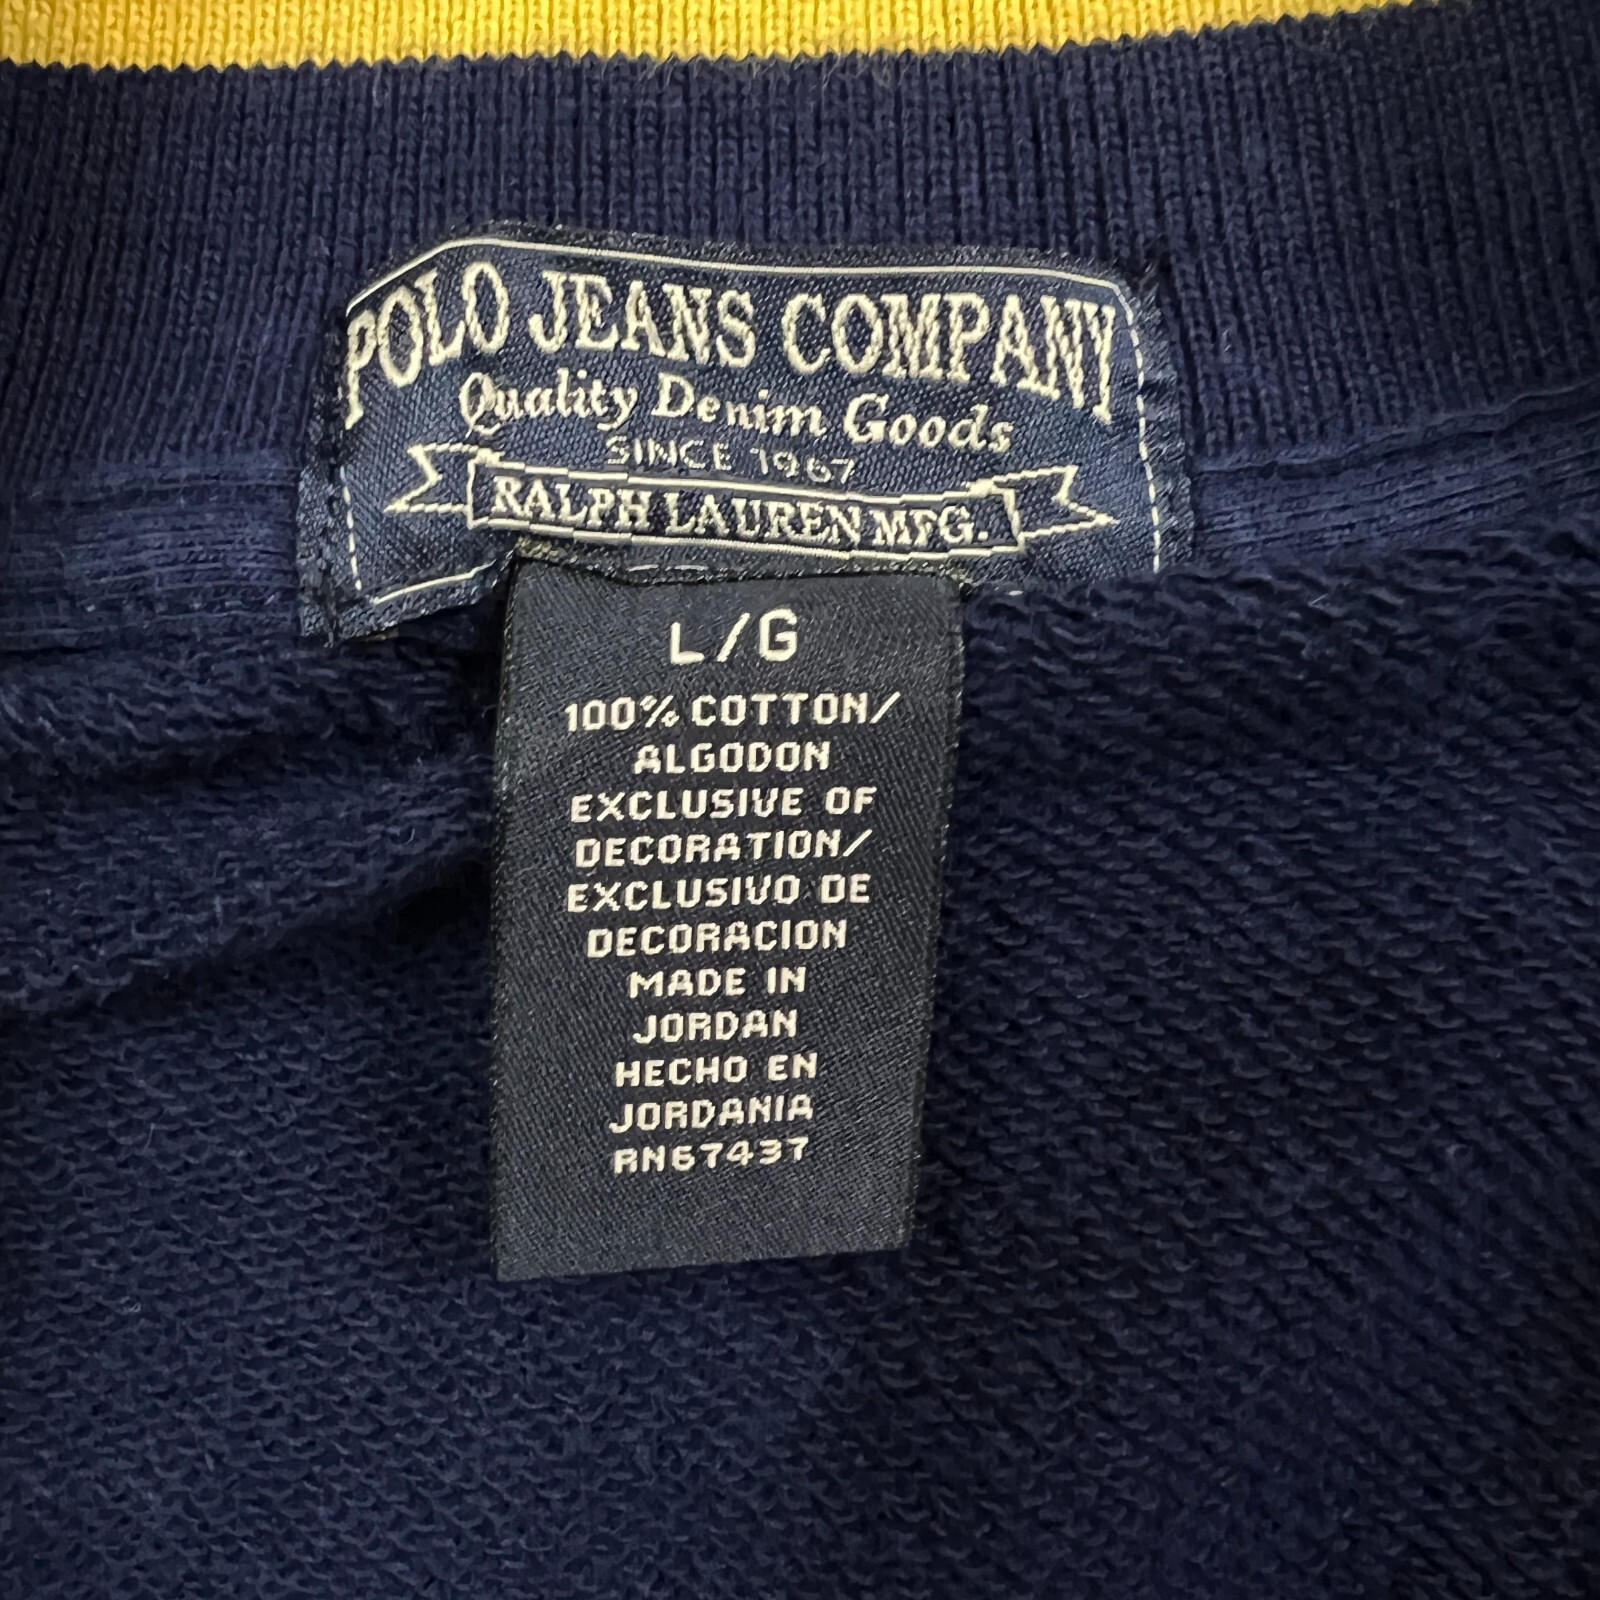 POLO JEANS COMPANY
Quality Denim Goods
SINCE 1967
RALPH LAUREN MFG.
L/G
100% COTTON/
ALGODON
EXCLUSIVE OF
DECORATION/
EXCLUSIVO DE
DECORACION
MADE IN
JORDAN
HECHO EN
JORDANIA
RN67437